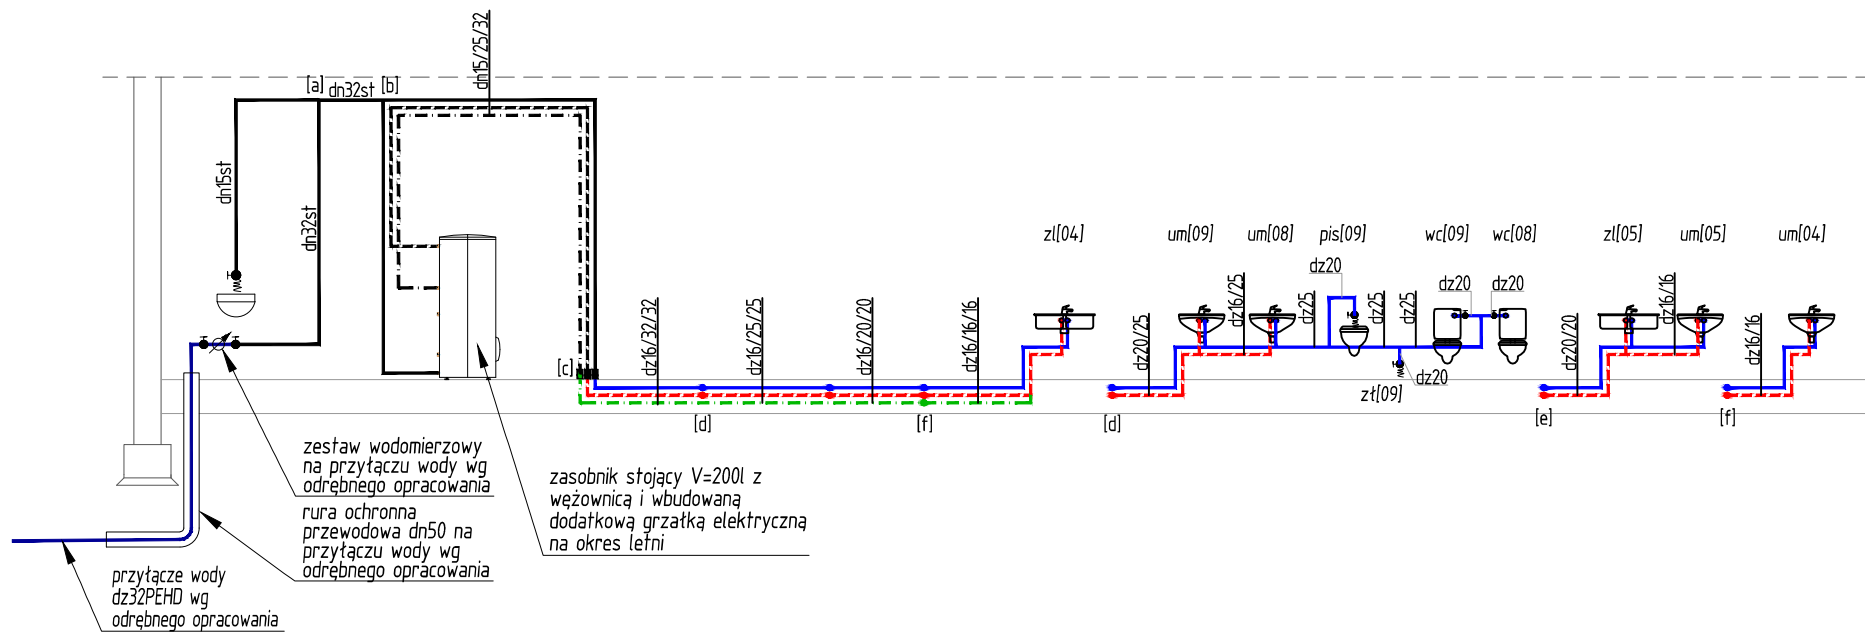 dn15/25/32
[a]
dn32st
[b]
dn15st
dn32st
zl[04]
um[09]
um[08]
pis[09]
wc[09]
wc[08]
zl[05]
um[05]
um[04]
dz20
dz20
dz20
dz16/32/32
dz16/25/25
dz16/20/20
dz16/16/16
dz20/25
dz16/25
dz25
dz25
dz25
dz20/20
dz16/16
dz16/16
[c]
dz20
zł[09]
[d]
[f]
[d]
[e]
[f]
zestaw wodomierzowy
na przyłączu wody wg
odrębnego opracowania
rura ochronna
przewodowa dn50 na
przyłączu wody wg
odrębnego opracowania
zasobnik stojący V=200l z
wężownicą i wbudowaną
dodatkową grzałką elektryczną
na okres letni
przyłącze wody
dz32PEHD wg
odrębnego opracowania